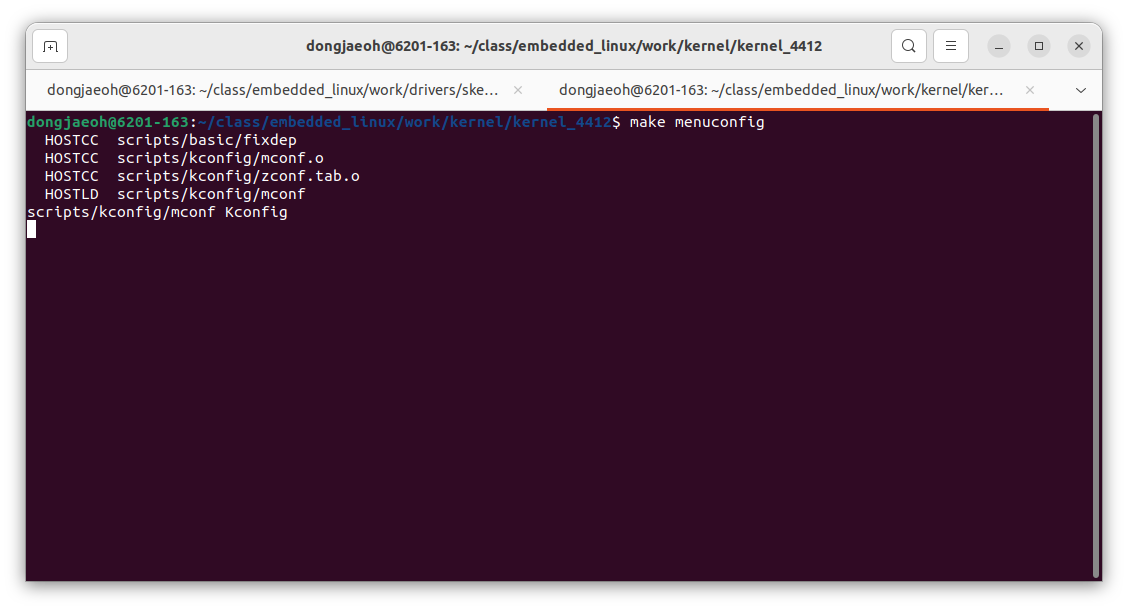 dongjaeoh@6201-163: ~/class/embedded_linux/work/kernel/kernel_4412
dongjaeoh@6201-163: ~/class/embedded_linux/work/drivers/ske...
dongjaeoh@6201-163: ~/class/embedded_linux/work/kernel/ker...
dongjaeoh@6201-163:~/class/embedded_linux/work/kernel/kernel_4412$ make menuconfig
  HOSTCC  scripts/basic/fixdep
  HOSTCC  scripts/kconfig/mconf.o
  HOSTCC  scripts/kconfig/zconf.tab.o
  HOSTLD  scripts/kconfig/mconf
scripts/kconfig/mconf Kconfig